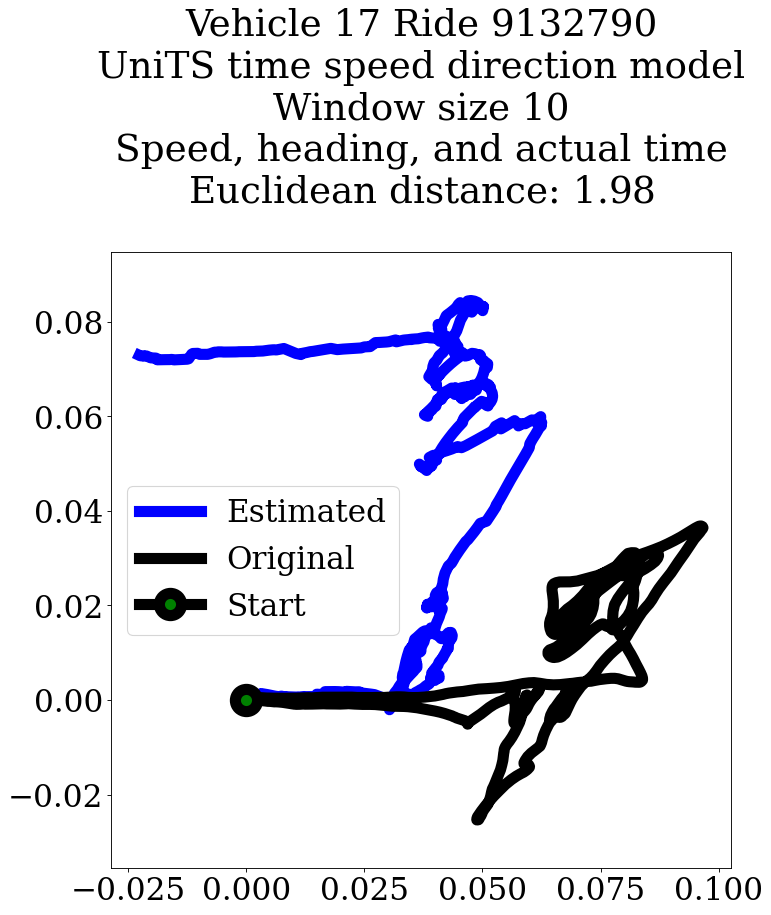 Vehicle 17 Ride 9132790
UniTS time speed direction model
Window size 10
Speed, heading, and actual time
Euclidean distance: 1.98
0.08
0.06
0.04
0.02
0.00
−0.02
Estimated
Original
Start
−0.025 0.000 0.025 0.050 0.075 0.100